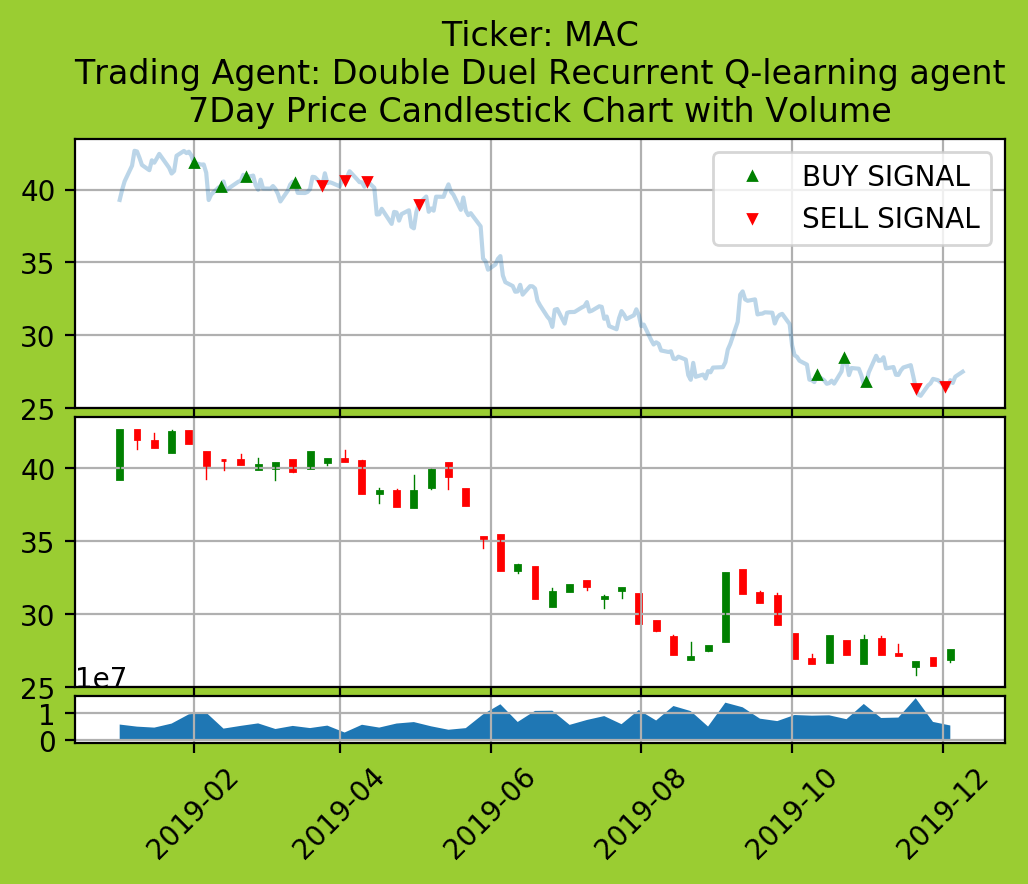 Ticker: MAC
Trading Agent: Double Duel Recurrent Q-learning agent
7Day Price Candlestick Chart with Volume
BUY SIGNAL
SELL SIGNAL
40
35
30
25
40
35
30
25
1e7
1
0
2019-02
2019-04
2019-06
2019-08
2019-10
2019-12